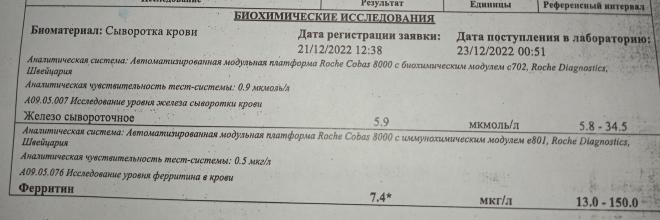 Исследование Результат Единицы Референсный интервал
БИОХИМИЧЕСКИЕ ИССЛЕДОВАНИЯ
Биоматериал: Сыворотка крови Дата регистрации заявки: Дата поступления в лабораторию:
21/12/2022 12:38 23/12/2022 00:51
Аналитическая система: Автоматизированная модульная платформа Roche Cobas 8000 с биохимическим модулем c702, Roche Diagnostics,
Швейцария
Аналитическая чувствительность тест-системы: 0.9 мкмоль/л
A09.05.007 Исследование уровня железа сыворотки крови
Железо сывороточное 5.9 мкмоль/л 5.8 - 34.5
Аналитическая система: Автоматизированная модульная платформа Roche Cobas 8000 с иммунохимическим модулем e801, Roche Diagnostics,
Швейцария
Аналитическая чувствительность тест-системы: 0.5 мкг/л
A09.05.076 Исследование уровня ферритина в крови
Ферритин 7.4* мкг/л 13.0 - 150.0